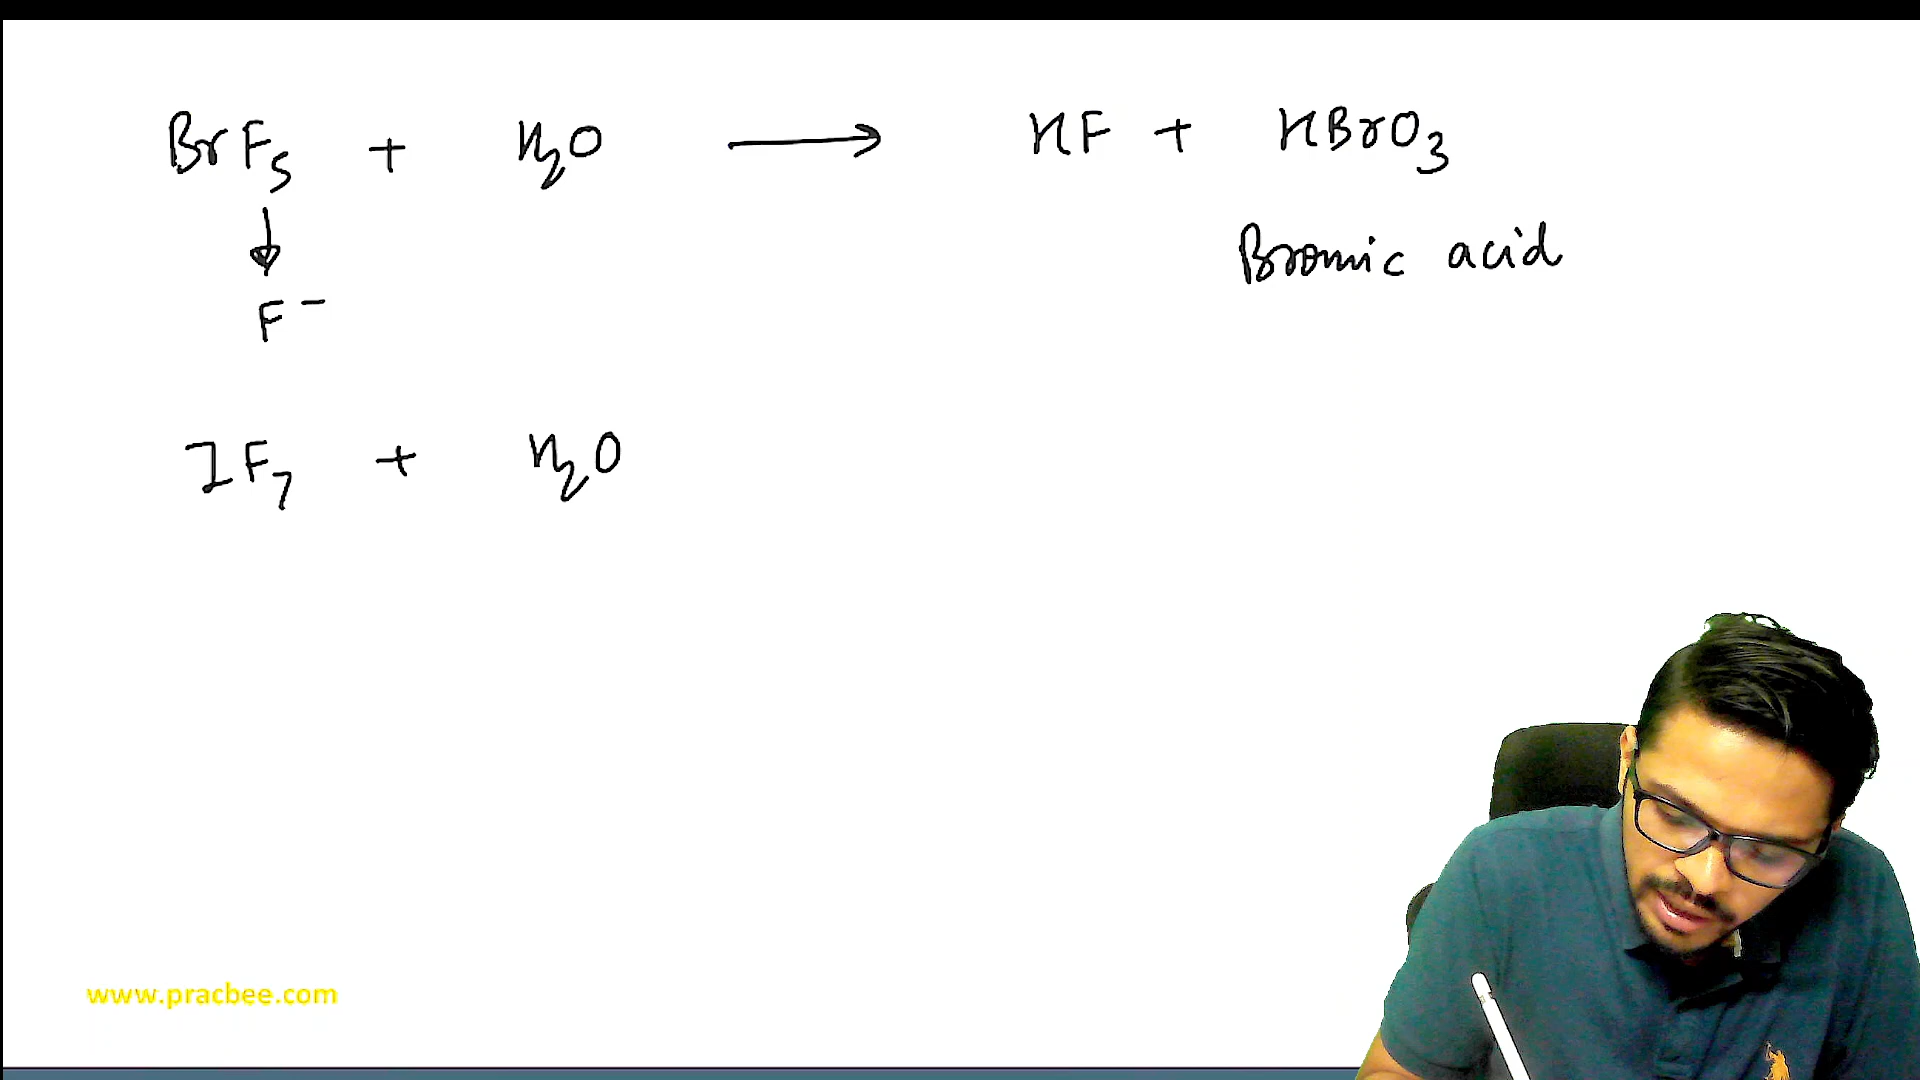 BrF₅ + H₂O ⟶ HF + HBrO₃
Bromic acid
↓
F⁻
IF₇ + H₂O
www.pracbee.com